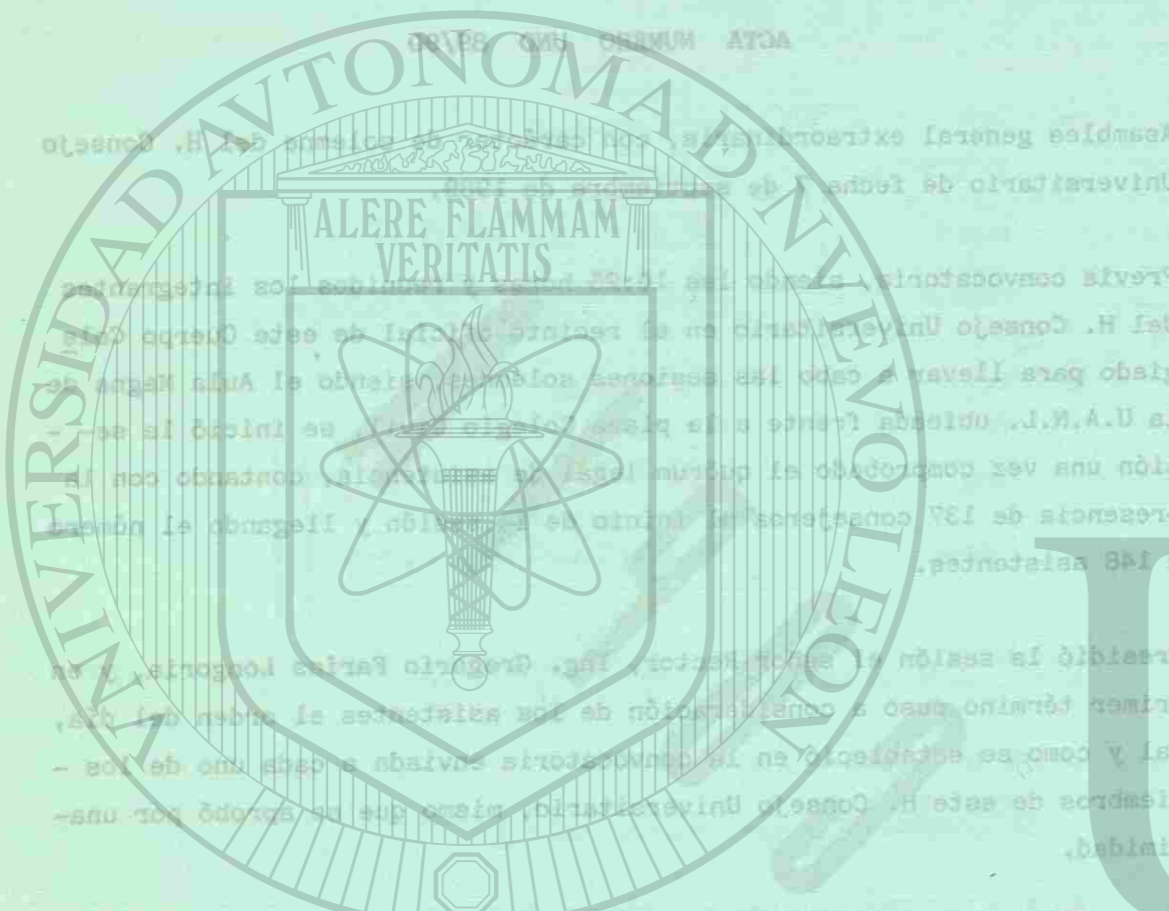 ACTA NUMERO UNO 89/90
Asamblea general extraordinaria, con carácter de solemne del H. Consejo
Universitario de fecha 7 de septiembre de 1989.
Previa convocatoria, siendo las horas y reunidos los integrantes
del H. Consejo Universitario en el recinto oficial de este Cuerpo Cole
giado para llevar a cabo las sesiones solemnes, siendo el Aula Magna de
la U.A.N.L. ubicada frente a la plaza Colegio Civil, se inició la se- -
sión una vez comprobado el quórum legal de asistencia, contando con la
presencia de 137 consejeros al inicio de la sesión y llegando el número
a 148 asistentes.
Presidió la sesión el señor Rector, Ing. Gregorio Farías Longoria, y en
primer término puso a consideración de los asistentes el orden del día,
tal y como se estableció en la convocatoria enviada a cada uno de los -
miembros de este H. Consejo Universitario, mismo que se aprobó por una-
nimidad.
UNIVERSIDAD AVTONOMA DE NVEVO LEON
ALERE FLAMMAM
VERITATIS
U